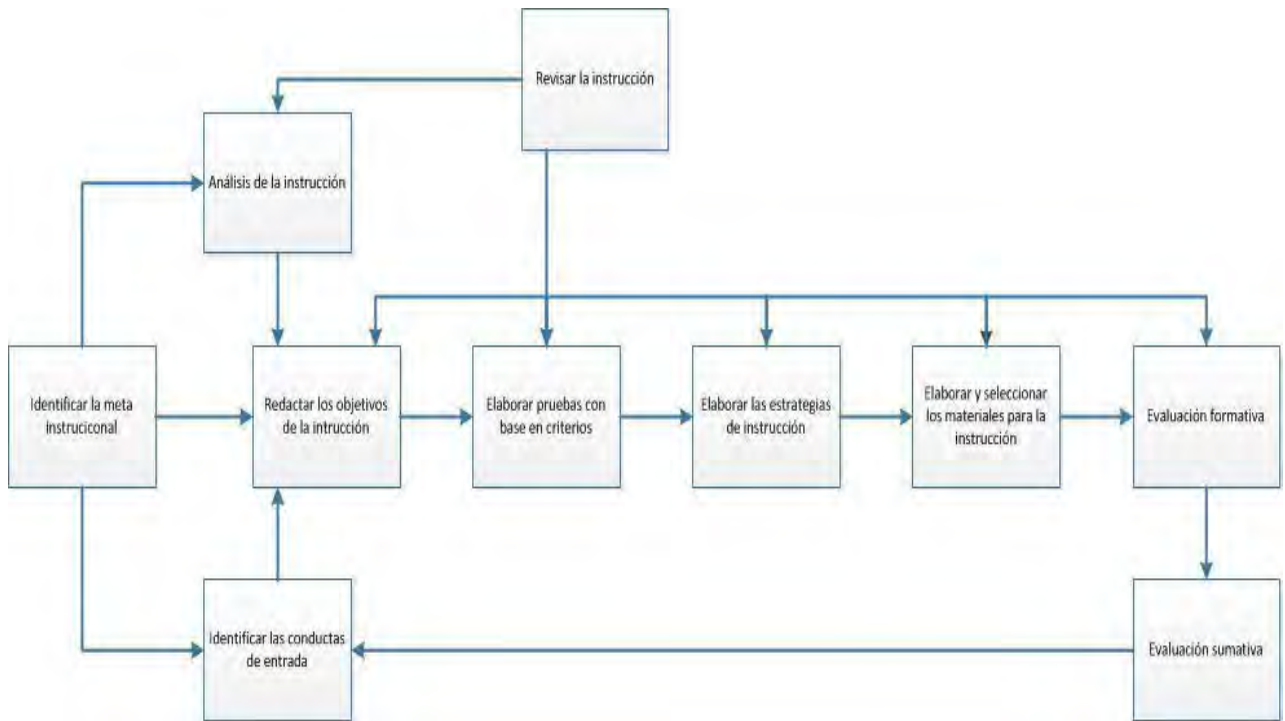 Revisar la instrucción
Análisis de la instrucción
Identificar la meta
instruciconal
Redactar los objetivos
de la intrucción
Elaborar pruebas con
base en criterios
Elaborar las estrategias
de instrucción
Elaborar y seleccionar
los materiales para la
instrucción
Evaluación formativa
Identificar las conductas
de entrada
Evaluación sumativa